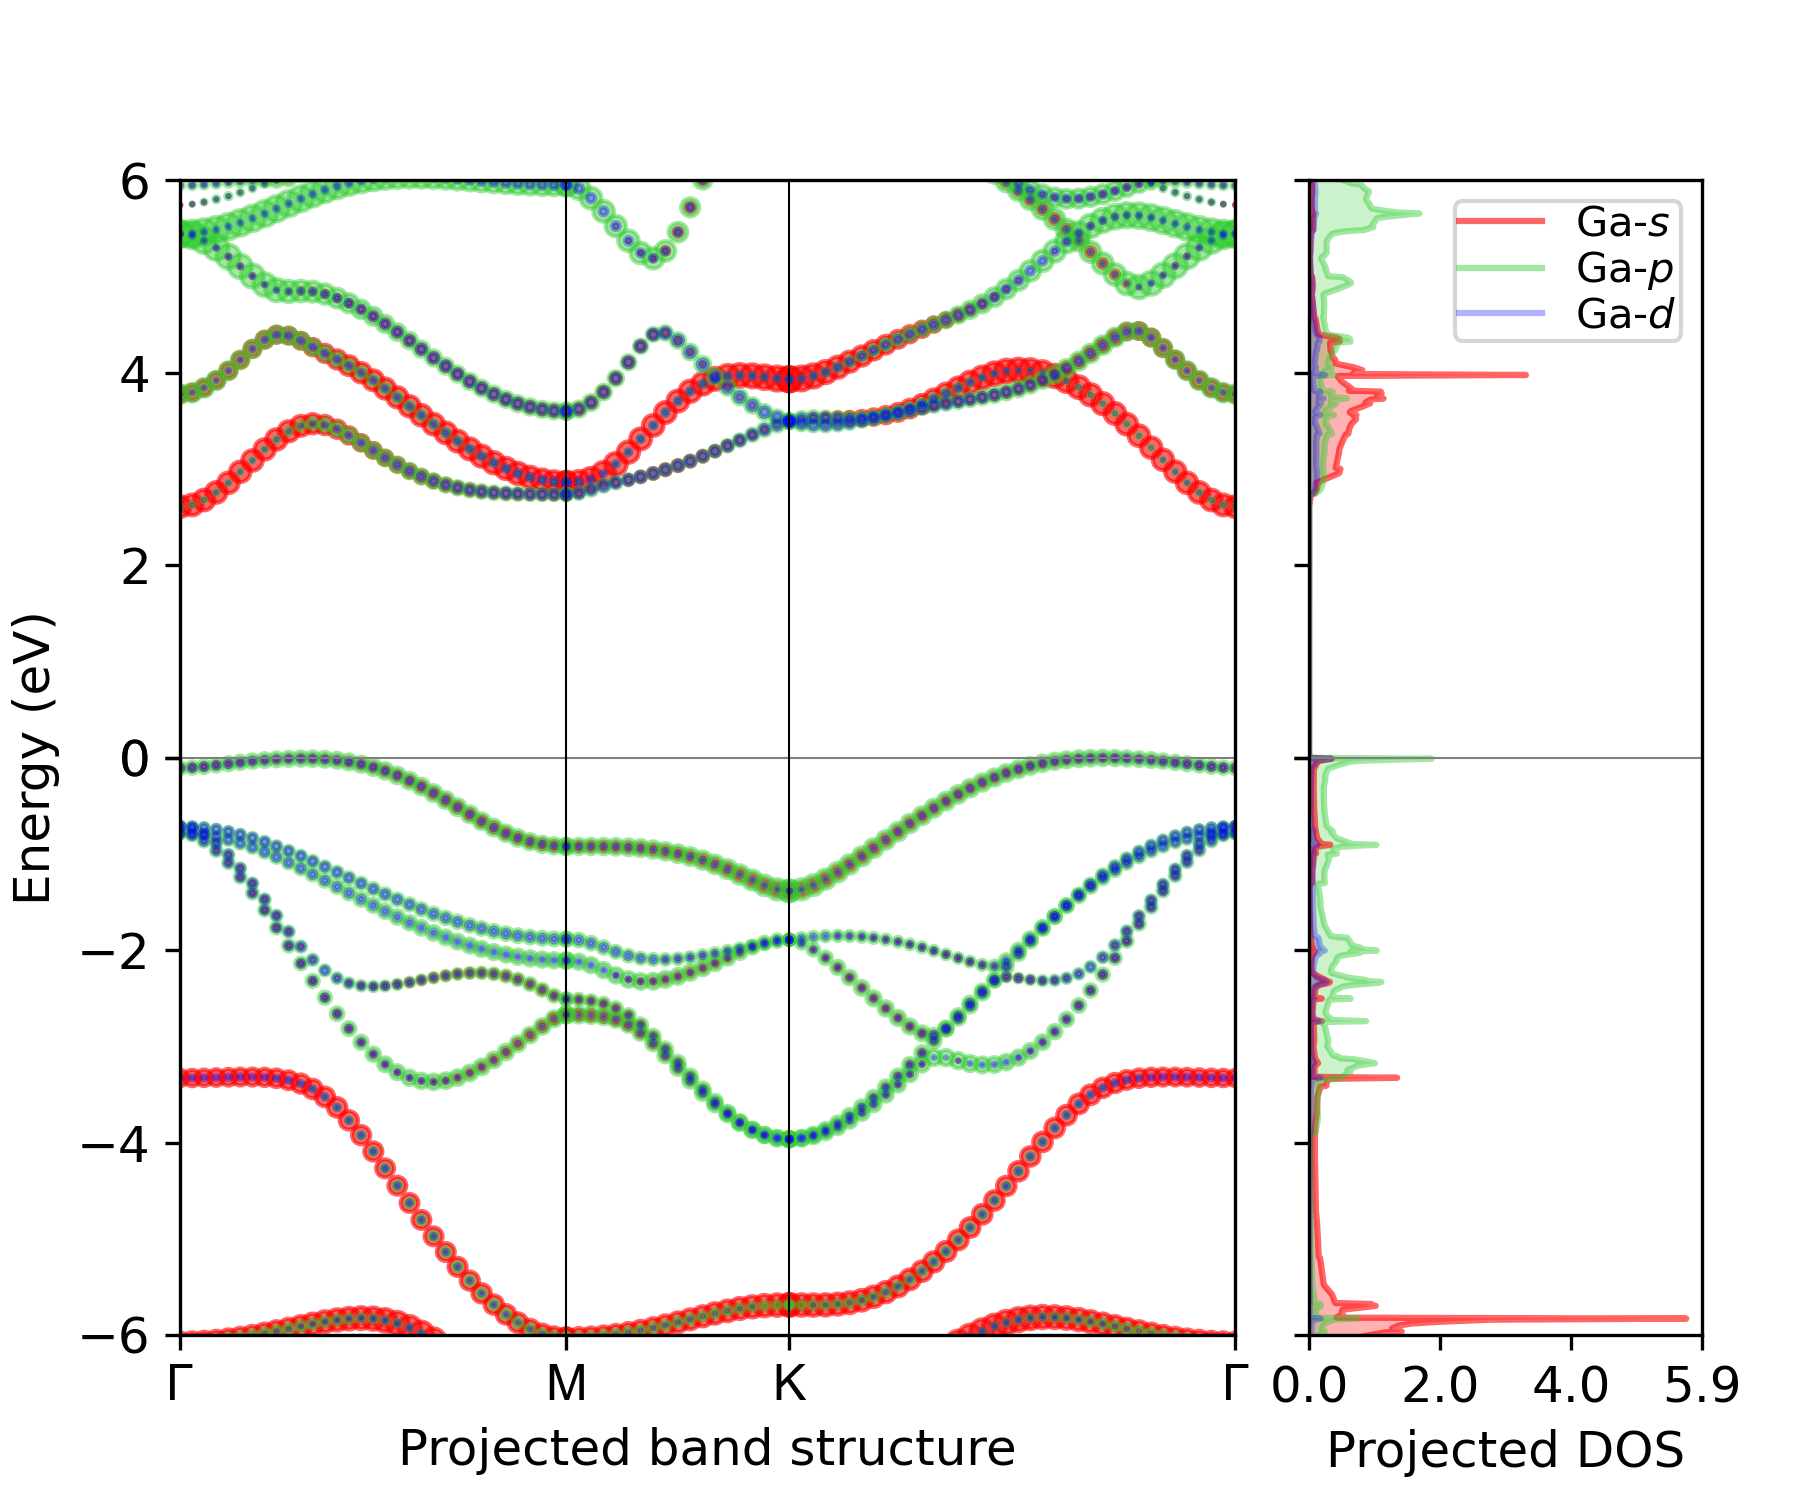 6
4
2
0
−2
−4
−6
Energy (eV)
Γ M K Γ
Projected band structure
Ga-s
Ga-p
Ga-d
0.0 2.0 4.0 5.9
Projected DOS